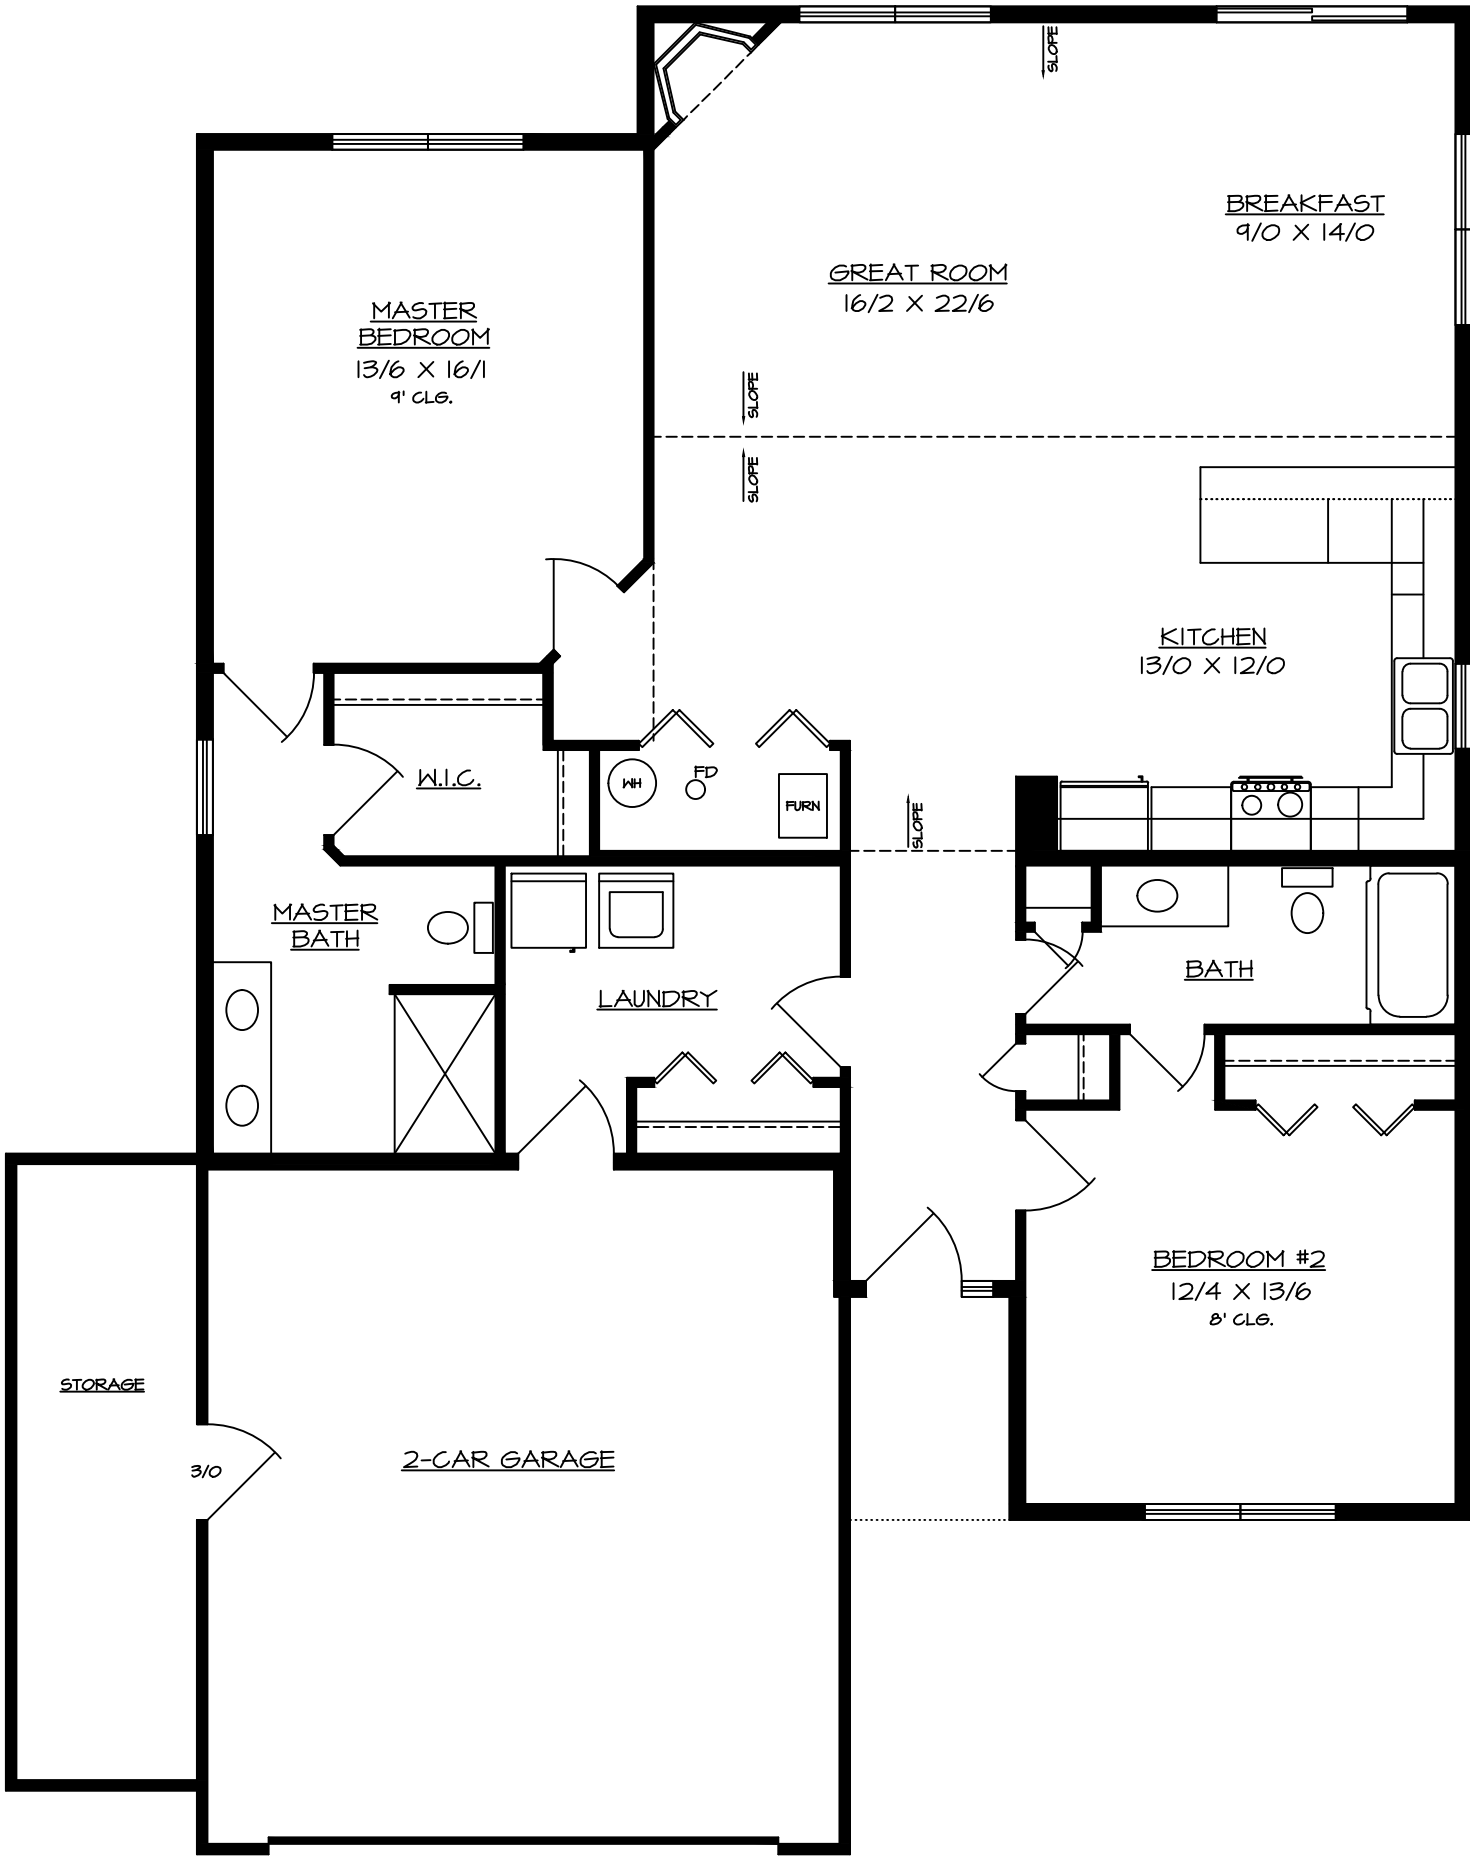 SLOPE
BREAKFAST
9/0 X 14/0
GREAT ROOM
16/2 X 22/6
MASTER
BEDROOM
13/6 X 16/1
9' CLG.
SLOPE
SLOPE
KITCHEN
13/0 X 12/0
W.I.C.
WH
FD
FURN
SLOPE
MASTER
BATH
LAUNDRY
BATH
BEDROOM #2
12/4 X 13/6
8' CLG.
STORAGE
3/0
2-CAR GARAGE